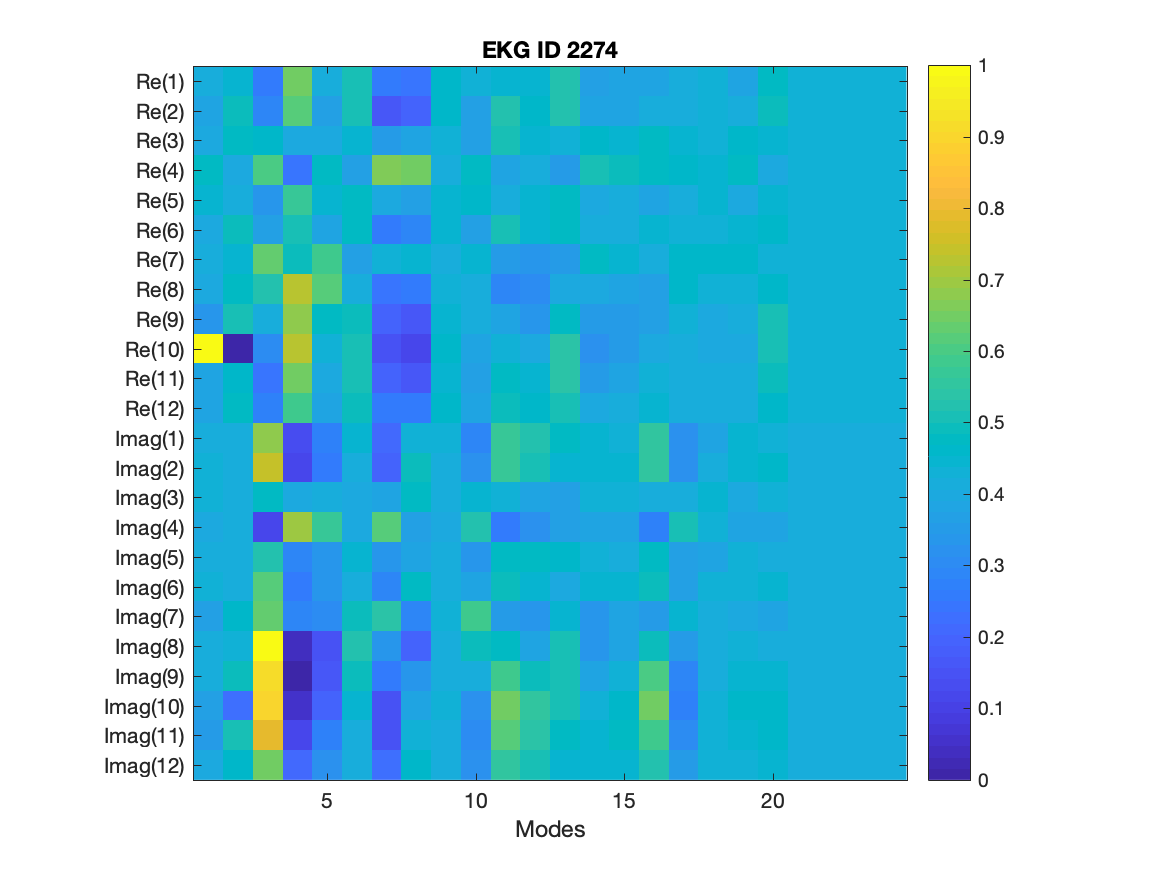 EKG ID 2274
Re(1)
Re(2)
Re(3)
Re(4)
Re(5)
Re(6)
Re(7)
Re(8)
Re(9)
Re(10)
Re(11)
Re(12)
Imag(1)
Imag(2)
Imag(3)
Imag(4)
Imag(5)
Imag(6)
Imag(7)
Imag(8)
Imag(9)
Imag(10)
Imag(11)
Imag(12)
5 10 15 20
Modes
1
0.9
0.8
0.7
0.6
0.5
0.4
0.3
0.2
0.1
0